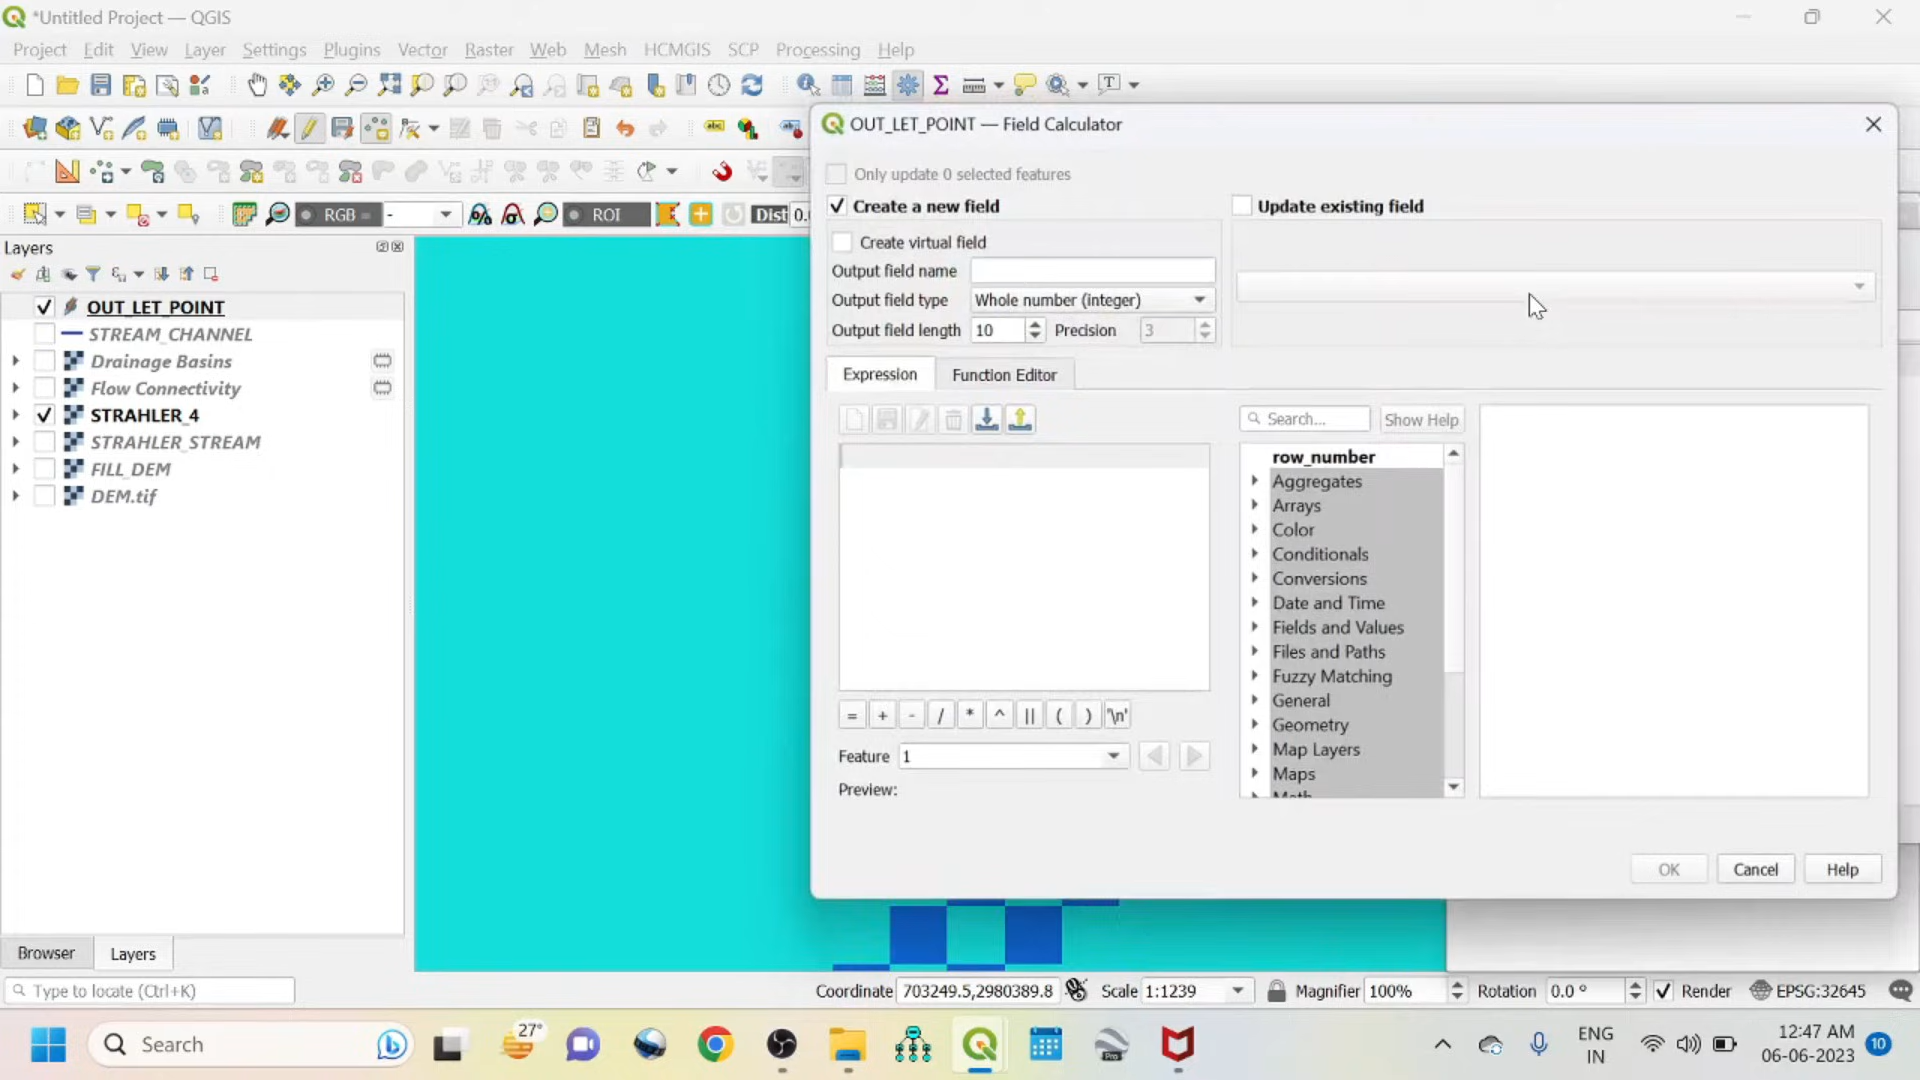 *Untitled Project — QGIS
Project Edit View Layer Settings Plugins Vector Raster Web Mesh HCMGIS SCP Processing Help
RGB = - ROI Dist 0.
Layers
OUT_LET_POINT
STREAM_CHANNEL
Drainage Basins
Flow Connectivity
STRAHLER_4
STRAHLER_STREAM
FILL_DEM
DEM.tif
OUT_LET_POINT — Field Calculator
Only update 0 selected features
Create a new field
Update existing field
Create virtual field
Output field name
Output field type Whole number (integer)
Output field length 10 Precision 3
Expression Function Editor
Search... Show Help
row_number
Aggregates
Arrays
Color
Conditionals
Conversions
Date and Time
Fields and Values
Files and Paths
Fuzzy Matching
General
Geometry
Map Layers
Maps
Math
= + - / * ^ || ( ) '\n'
Feature 1
Preview:
OK Cancel Help
Browser Layers
Type to locate (Ctrl+K) Coordinate 703249.5,2980389.8 Scale 1:1239 Magnifier 100% Rotation 0.0 ° Render EPSG:32645
Search 27° Pro ENG IN 12:47 AM 06-06-2023 10